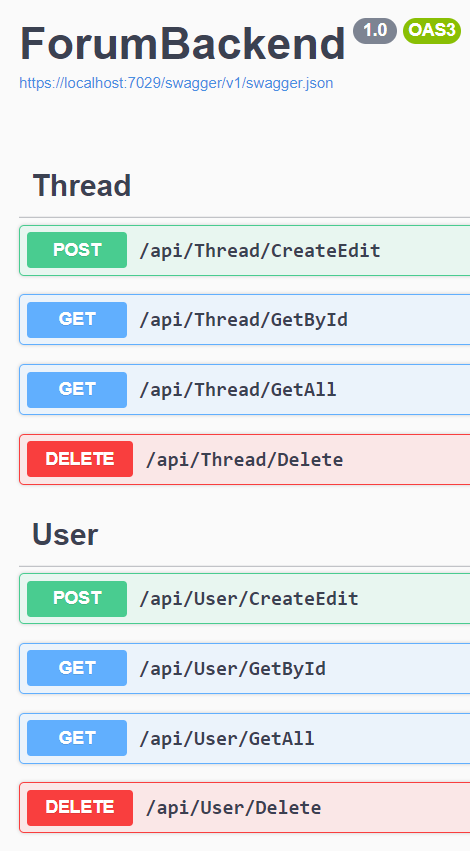 ForumBackend 1.0 OAS3
https://localhost:7029/swagger/v1/swagger.json
Thread
POST /api/Thread/CreateEdit
GET /api/Thread/GetById
GET /api/Thread/GetAll
DELETE /api/Thread/Delete
User
POST /api/User/CreateEdit
GET /api/User/GetById
GET /api/User/GetAll
DELETE /api/User/Delete